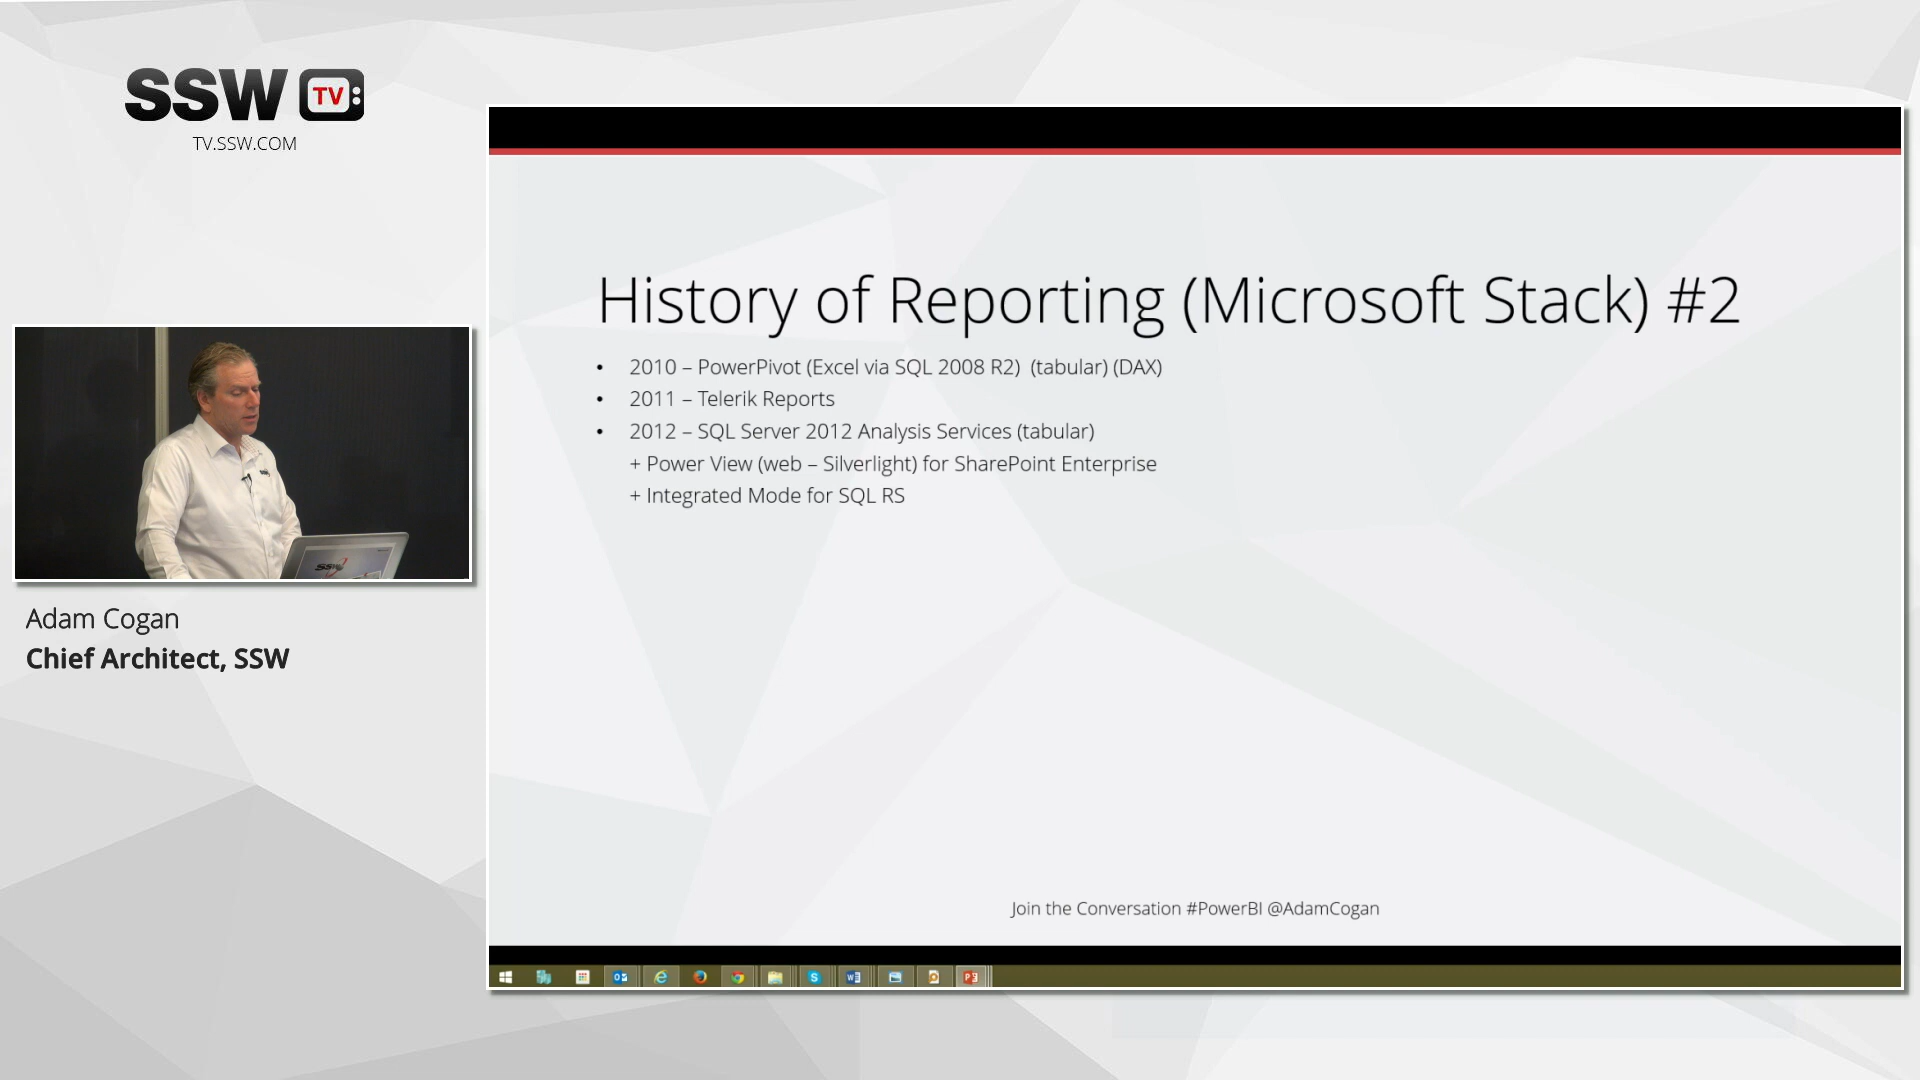 SSW TV
TV.SSW.COM
History of Reporting (Microsoft Stack) #2
• 2010 – PowerPivot (Excel via SQL 2008 R2) (tabular) (DAX)
• 2011 – Telerik Reports
• 2012 – SQL Server 2012 Analysis Services (tabular)
+ Power View (web – Silverlight) for SharePoint Enterprise
+ Integrated Mode for SQL RS
SSW
Adam Cogan
Chief Architect, SSW
Join the Conversation #PowerBI @AdamCogan